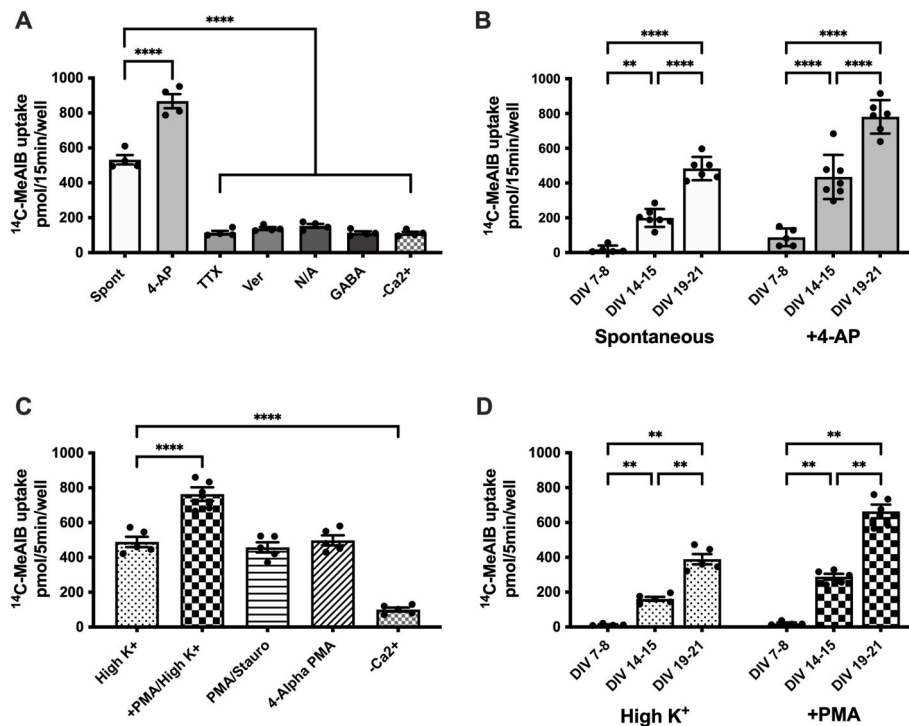 A
****
****
1000
800
600
400
200
0
¹⁴C-MeAIB uptake
pmol/15min/well
Spont
4-AP
TTX
Ver
N/A
GABA
-Ca2+
B
****
****
**
****
****
****
1000
800
600
400
200
0
¹⁴C-MeAIB uptake
pmol/15min/well
DIV 7-8
DIV 14-15
DIV 19-21
DIV 7-8
DIV 14-15
DIV 19-21
Spontaneous
+4-AP
C
****
****
1000
800
600
400
200
0
¹⁴C-MeAIB uptake
pmol/5min/well
High K+
+PMA/High K+
PMA/Stauro
4-Alpha PMA
-Ca2+
D
**
**
**
**
**
**
1000
800
600
400
200
0
¹⁴C-MeAIB uptake
pmol/5min/well
DIV 7-8
DIV 14-15
DIV 19-21
DIV 7-8
DIV 14-15
DIV 19-21
High K⁺
+PMA